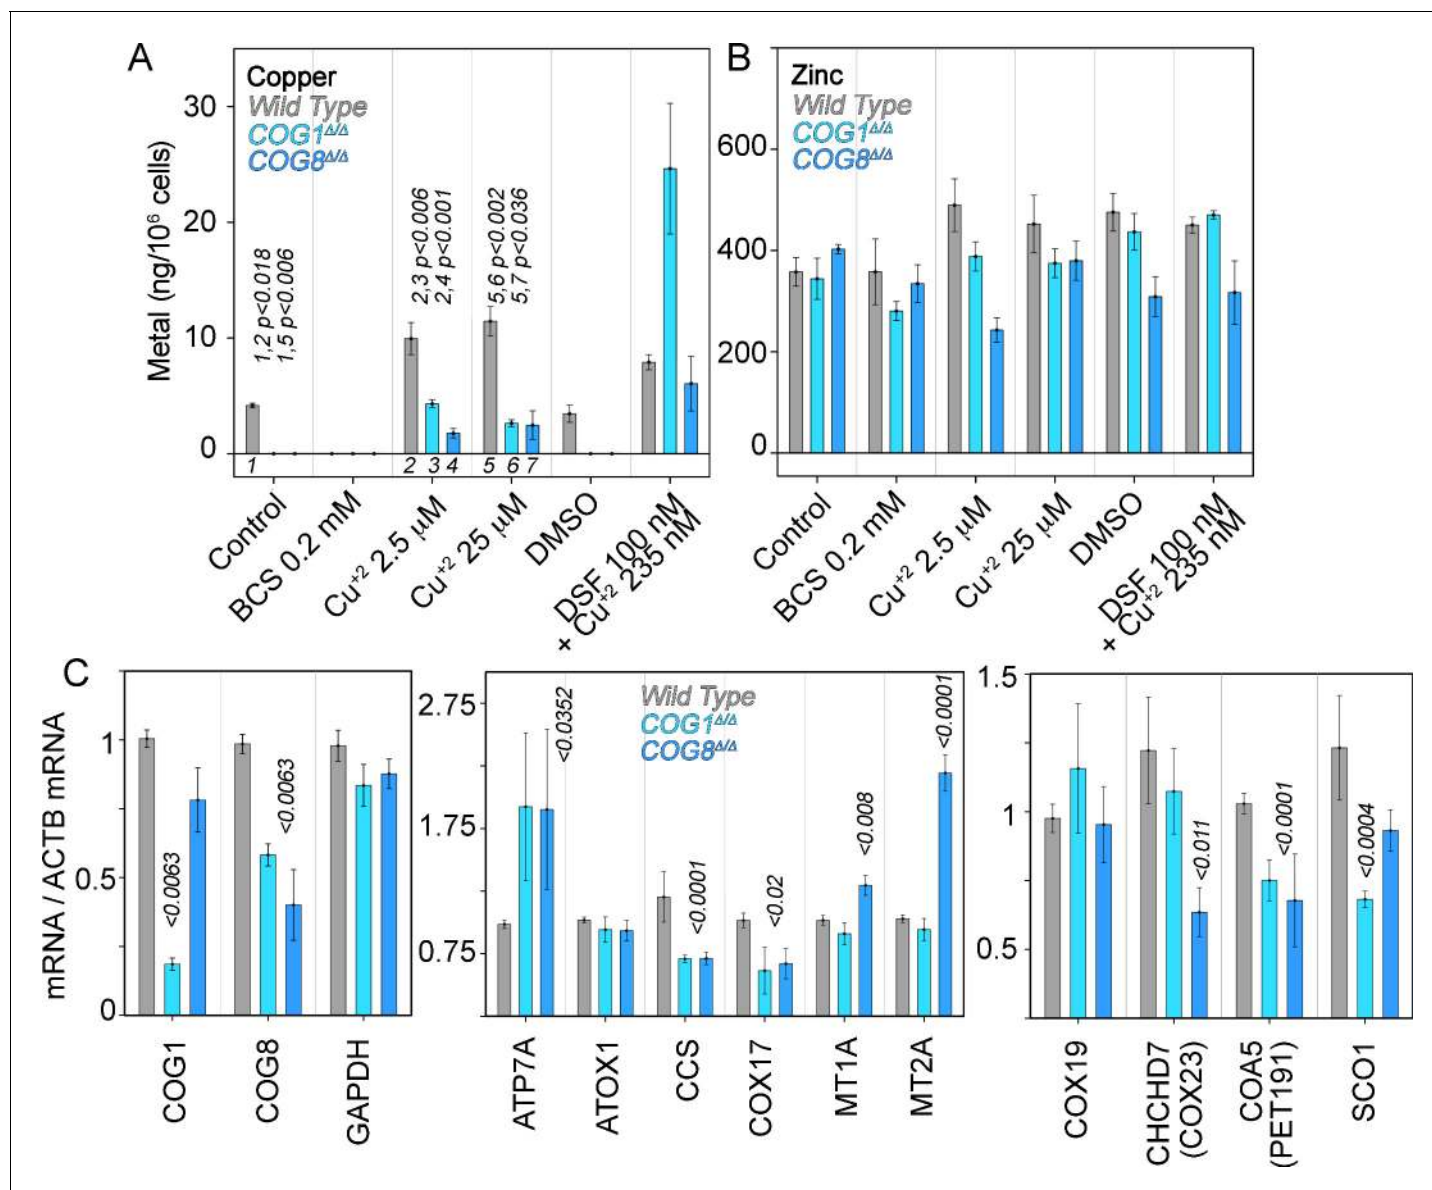 A
Copper
Wild Type
COG1Δ/Δ
COG8Δ/Δ
Metal (ng/10⁶ cells)
30
20
10
0
1,2 p<0.018
1,5 p<0.006
2,3 p<0.006
2,4 p<0.001
5,6 p<0.002
5,7 p<0.036
1
2
3
4
5
6
7
Control
BCS 0.2 mM
Cu⁺² 2.5 µM
Cu⁺² 25 µM
DMSO
DSF 100 nM
+ Cu⁺² 235 nM
B
Zinc
Wild Type
COG1Δ/Δ
COG8Δ/Δ
600
400
200
0
Control
BCS 0.2 mM
Cu⁺² 2.5 µM
Cu⁺² 25 µM
DMSO
DSF 100 nM
+ Cu⁺² 235 nM
C
mRNA / ACTB mRNA
1
0.5
0
<0.0063
<0.0063
COG1
COG8
GAPDH
Wild Type
COG1Δ/Δ
COG8Δ/Δ
2.75
1.75
0.75
<0.0352
<0.0001
<0.02
<0.008
<0.0001
ATP7A
ATOX1
CCS
COX17
MT1A
MT2A
1.5
1
0.5
<0.011
<0.0001
<0.0004
COX19
CHCHD7
(COX23)
COA5
(PET191)
SCO1